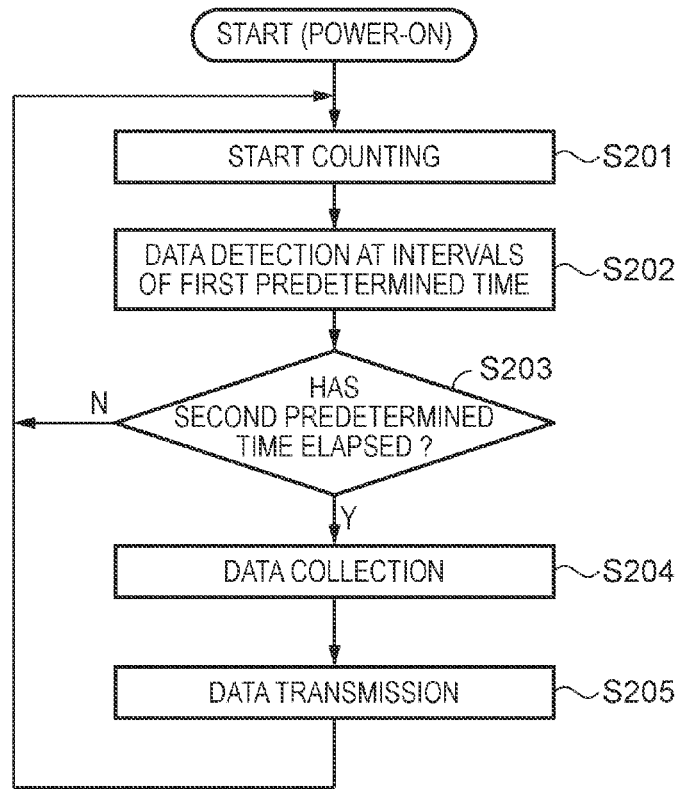 START (POWER-ON)
START COUNTING
S201
DATA DETECTION AT INTERVALS
OF FIRST PREDETERMINED TIME
S202
S203
HAS
SECOND PREDETERMINED
TIME ELAPSED ?
N
Y
DATA COLLECTION
S204
DATA TRANSMISSION
S205